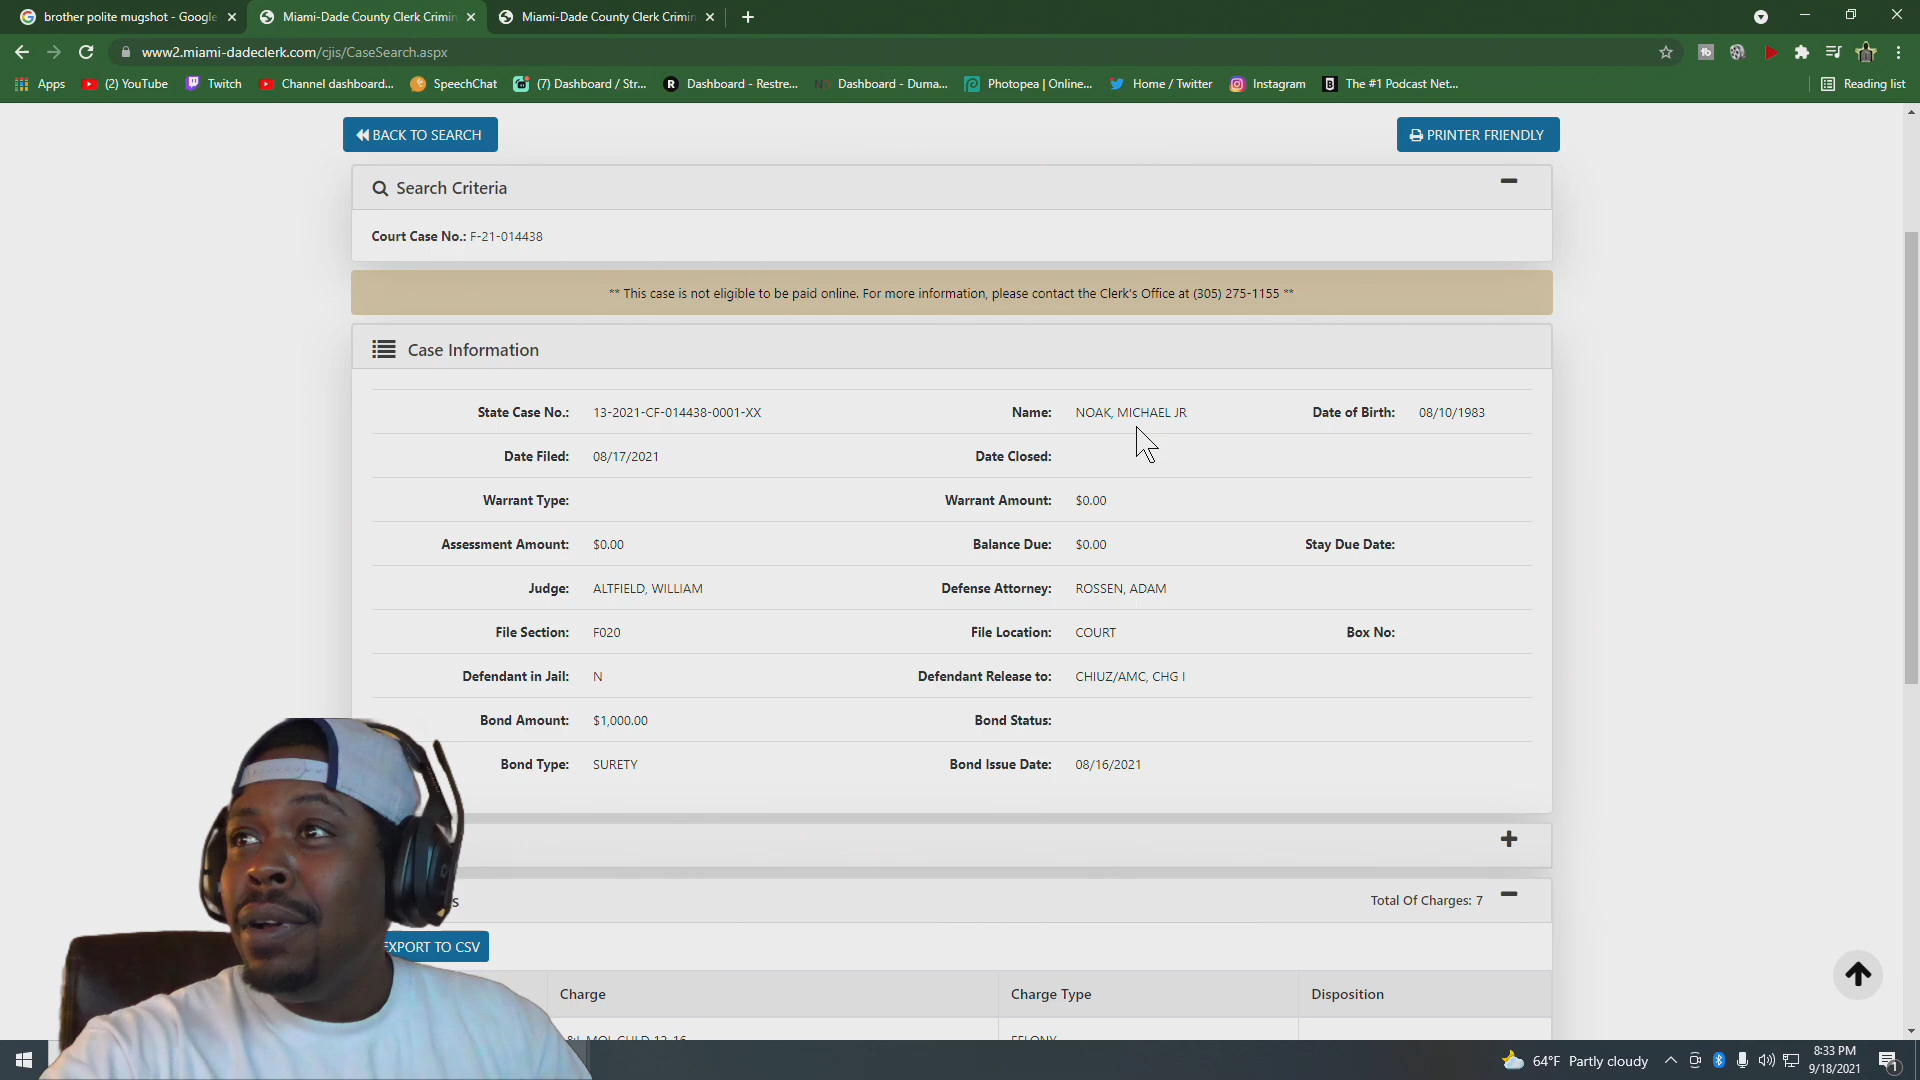 brother polite mugshot - Google
Miami-Dade County Clerk Crimin
Miami-Dade County Clerk Crimin
www2.miami-dadeclerk.com/cjis/CaseSearch.aspx
Apps
(2) YouTube
Twitch
Channel dashboard...
SpeechChat
(7) Dashboard / Str...
Dashboard - Restre...
Dashboard - Duma...
Photopea | Online...
Home / Twitter
Instagram
The #1 Podcast Net...
Reading list
BACK TO SEARCH
PRINTER FRIENDLY
Search Criteria
Court Case No.: F-21-014438
** This case is not eligible to be paid online. For more information, please contact the Clerk's Office at (305) 275-1155 **
Case Information
State Case No.: 13-2021-CF-014438-0001-XX Name: NOAK, MICHAEL JR Date of Birth: 08/10/1983
Date Filed: 08/17/2021 Date Closed:
Warrant Type: Warrant Amount: $0.00
Assessment Amount: $0.00 Balance Due: $0.00 Stay Due Date:
Judge: ALTFIELD, WILLIAM Defense Attorney: ROSSEN, ADAM
File Section: F020 File Location: COURT Box No:
Defendant in Jail: N Defendant Release to: CHIUZ/AMC, CHG I
Bond Amount: $1,000.00 Bond Status:
Bond Type: SURETY Bond Issue Date: 08/16/2021
Total Of Charges: 7
EXPORT TO CSV
Charge Charge Type Disposition
64°F Partly cloudy
8:33 PM
9/18/2021
1